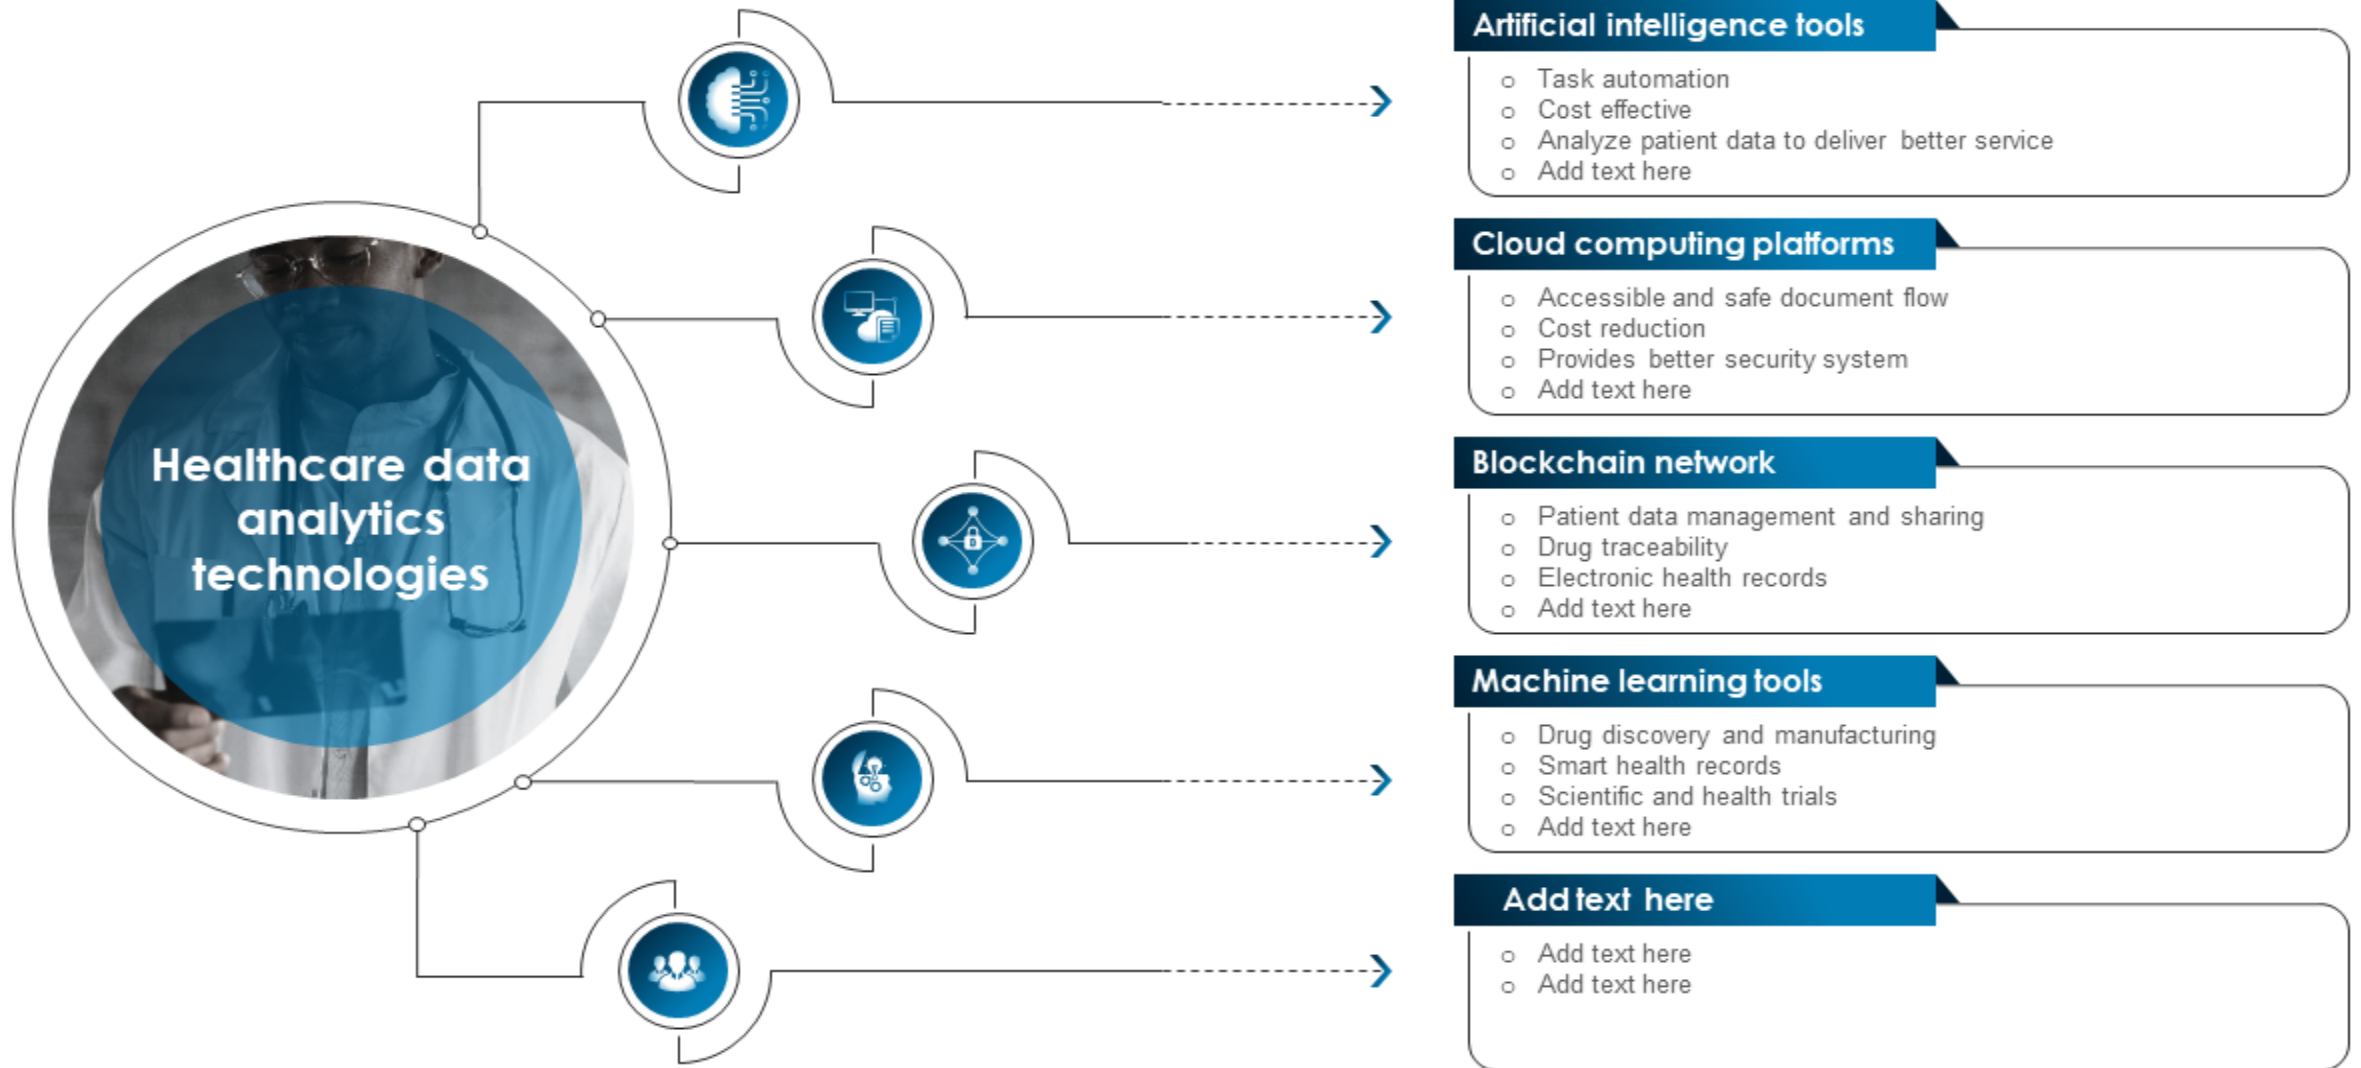 Healthcare data
analytics
technologies
Artificial intelligence tools
o Task automation
o Cost effective
o Analyze patient data to deliver better service
o Add text here
Cloud computing platforms
o Accessible and safe document flow
o Cost reduction
o Provides better security system
o Add text here
Blockchain network
o Patient data management and sharing
o Drug traceability
o Electronic health records
o Add text here
Machine learning tools
o Drug discovery and manufacturing
o Smart health records
o Scientific and health trials
o Add text here
Add text here
o Add text here
o Add text here